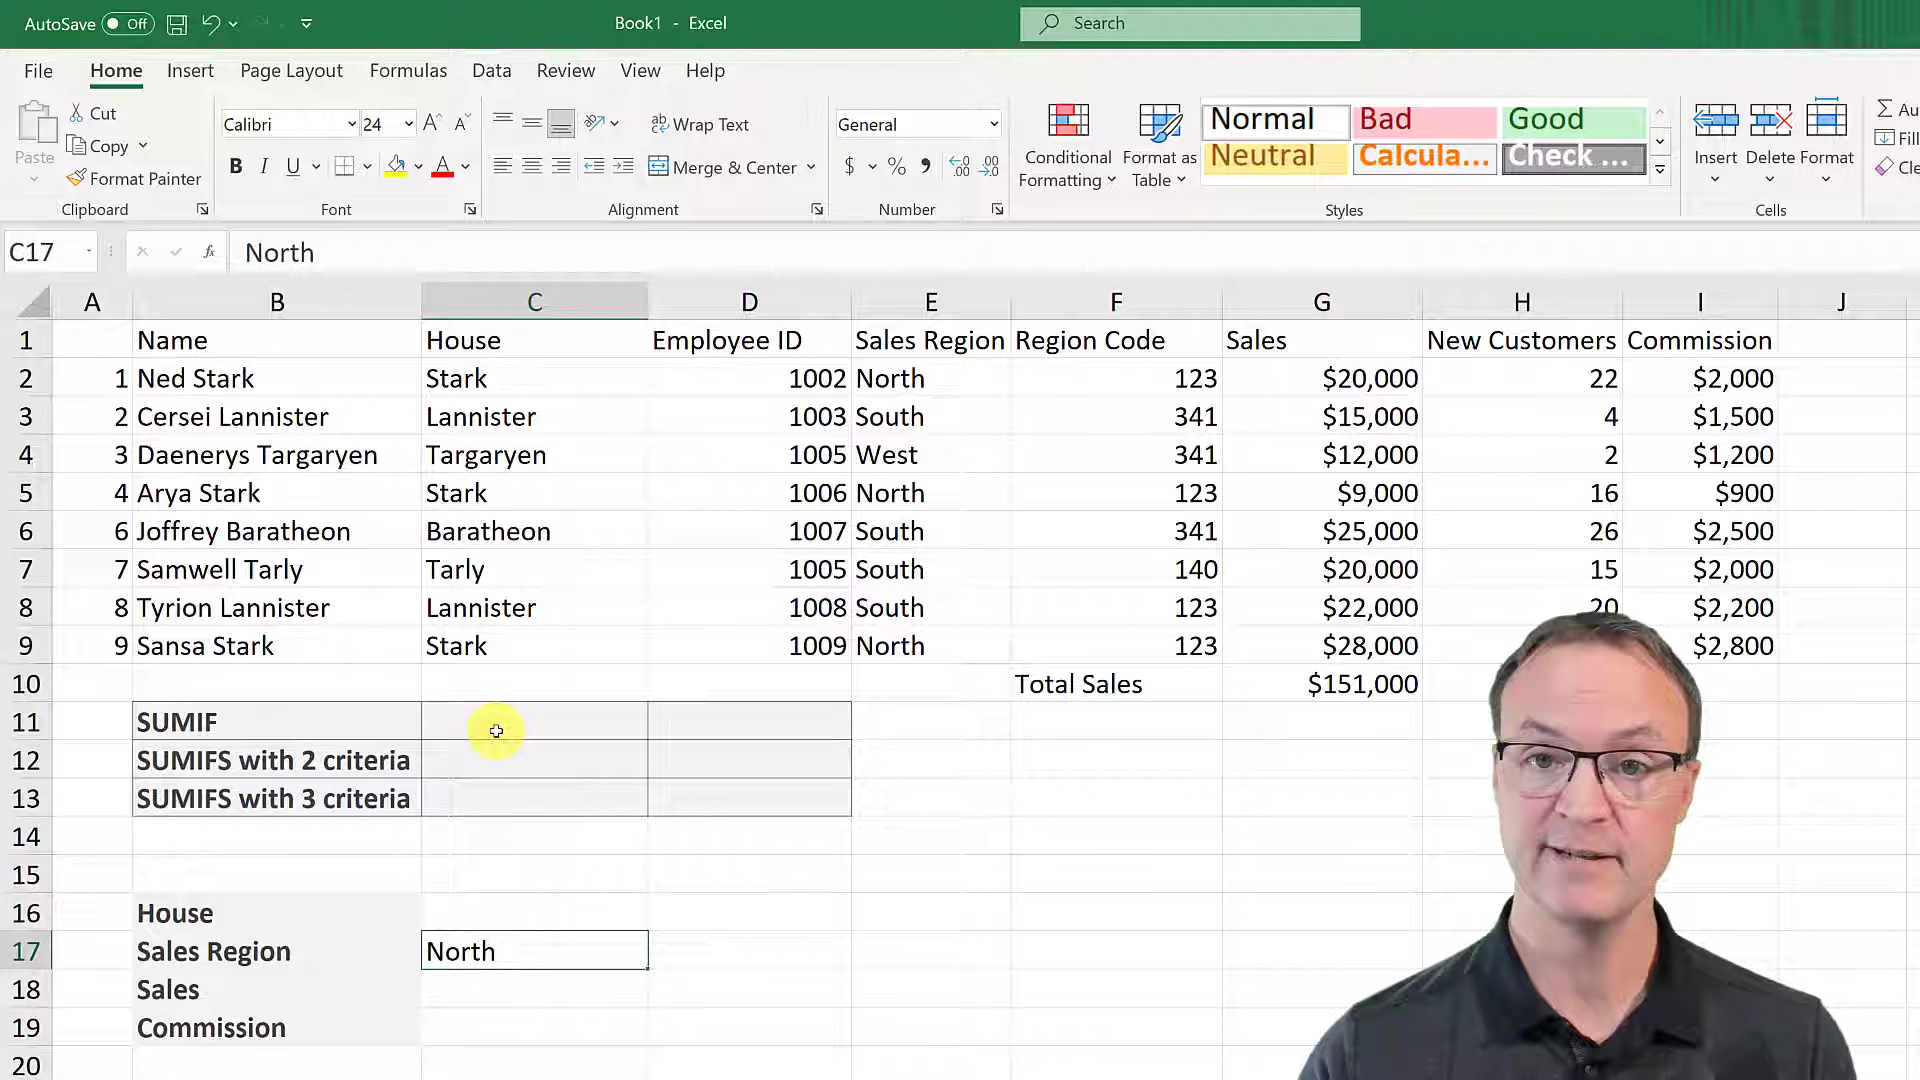 AutoSave Off Book1 - Excel Search
File Home Insert Page Layout Formulas Data Review View Help
Paste Cut Copy Format Painter Clipboard
Calibri 24 B I U A Font
Wrap Text Merge & Center Alignment
General $ % Number
Conditional Formatting Format as Table
Normal Bad Good
Neutral Calcula... Check ...
Styles
Insert Delete Format Cells
C17 fx North
A B C D E F G H I J
1 Name House Employee ID Sales Region Region Code Sales New Customers Commission
2 1 Ned Stark Stark 1002 North 123 $20,000 22 $2,000
3 2 Cersei Lannister Lannister 1003 South 341 $15,000 4 $1,500
4 3 Daenerys Targaryen Targaryen 1005 West 341 $12,000 2 $1,200
5 4 Arya Stark Stark 1006 North 123 $9,000 16 $900
6 6 Joffrey Baratheon Baratheon 1007 South 341 $25,000 26 $2,500
7 7 Samwell Tarly Tarly 1005 South 140 $20,000 15 $2,000
8 8 Tyrion Lannister Lannister 1008 South 123 $22,000 20 $2,200
9 9 Sansa Stark Stark 1009 North 123 $28,000 $2,800
10 Total Sales $151,000
11 SUMIF
12 SUMIFS with 2 criteria
13 SUMIFS with 3 criteria
14
15
16 House
17 Sales Region North
18 Sales
19 Commission
20